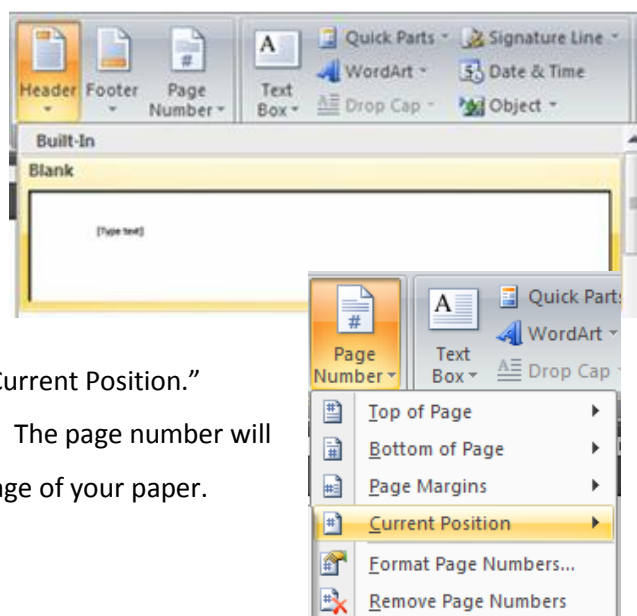 Header Footer Page Number Text Box Quick Parts WordArt Drop Cap Signature Line Date & Time Object
Built-In
Blank
[Type text]
Page Number Text Box Quick Parts WordArt Drop Cap
Current Position.”
The page number will
age of your paper.
Top of Page
Bottom of Page
Page Margins
Current Position
Format Page Numbers...
Remove Page Numbers